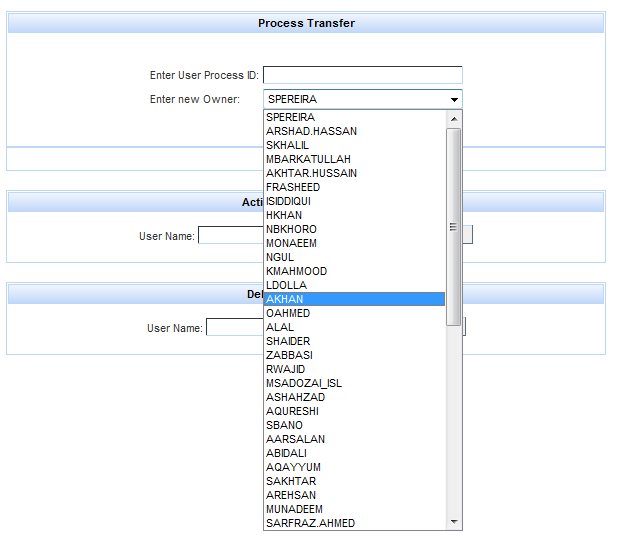 Process Transfer
Enter User Process ID:
Enter new Owner: SPEREIRA
SPEREIRA
ARSHAD.HASSAN
SKHALIL
MBARKATULLAH
AKHTAR.HUSSAIN
FRASHEED
ISIDDIQUI
HKHAN
NBKHORO
MONAEEM
NGUL
KMAHMOOD
LDOLLA
AKHAN
OAHMED
ALAL
SHAIDER
ZABBASI
RWAJID
MSADOZAI_ISL
ASHAHZAD
AQURESHI
SBANO
AARSALAN
ABIDALI
AQAYYUM
SAKHTAR
AREHSAN
MUNADEEM
SARFRAZ.AHMED
Acti
User Name:
Del
User Name: